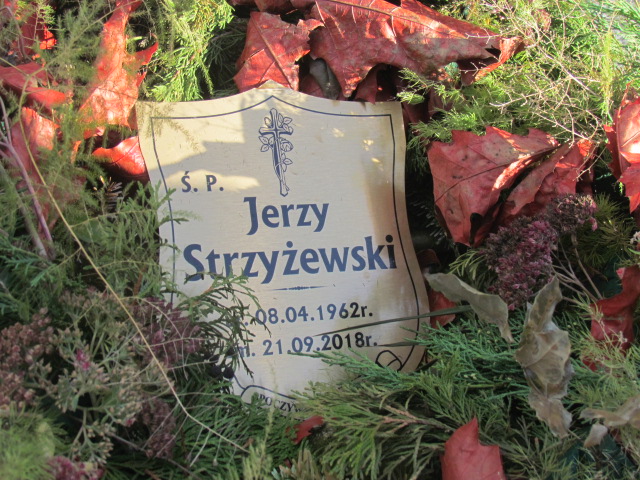 Ś. P.
Jerzy
Strzyżewski
08.04.1962r.
m. 21.09.2018r.